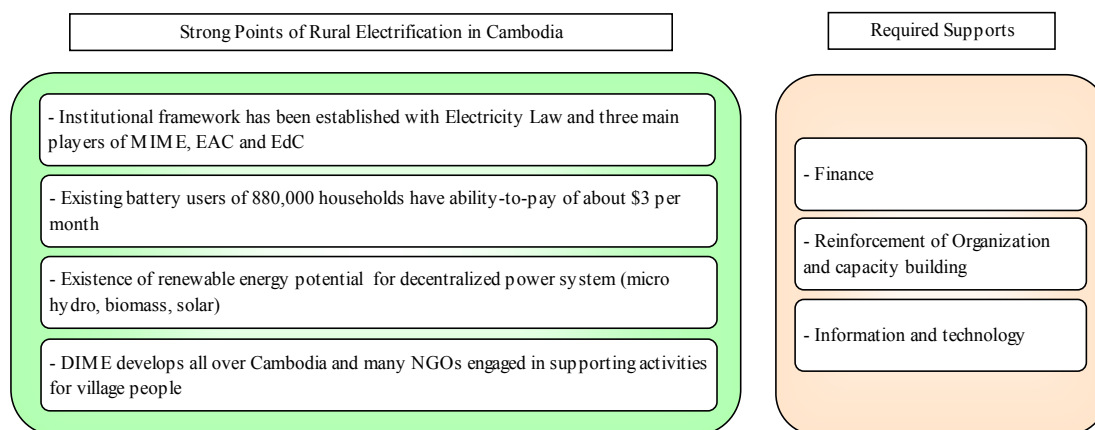 Strong Points of Rural Electrification in Cambodia
- Institutional framework has been established with Electricity Law and three main
players of MIME, EAC and EdC
- Existing battery users of 880,000 households have ability-to-pay of about $3 per
month
- Existence of renewable energy potential for decentralized power system (micro
hydro, biomass, solar)
- DIME develops all over Cambodia and many NGOs engaged in supporting activities
for village people
Required Supports
- Finance
- Reinforcement of Organization
and capacity building
- Information and technology